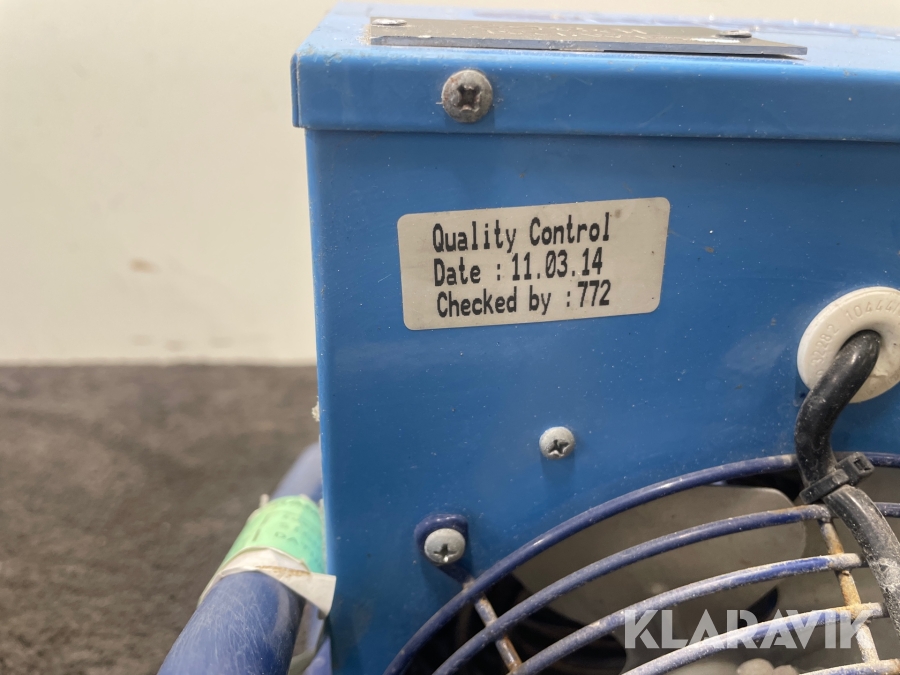 Quality Control
Date : 11.03.14
Checked by : 772
KLARAVIK